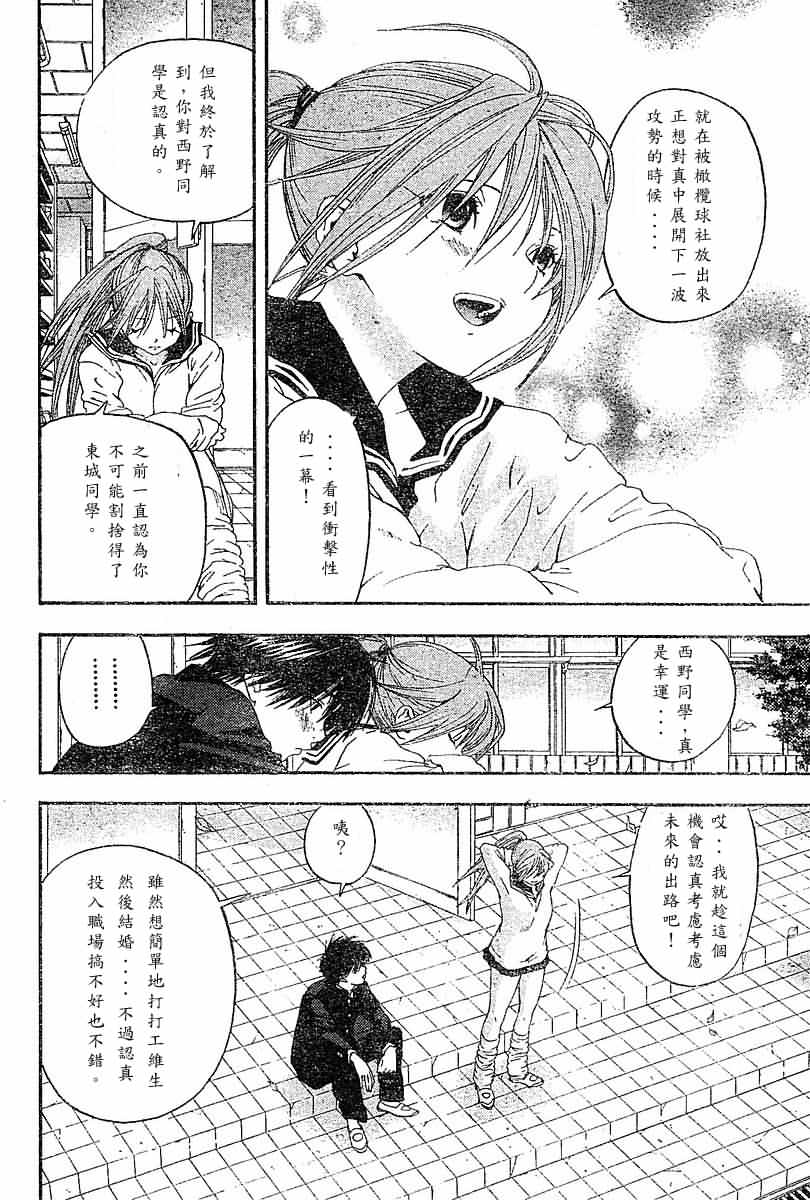 就在被橄欖球社放出來
正想對真中展開下一波
攻勢的時候．．．．
．．．．看到衝擊性
的一幕！
但我終於了解
到，你對西野同
學是認真的。
之前一直認為你
不可能割捨得了
東城同學。
西野同學，真
是幸運．．．
………
哎．．我就趁這個
機會認真考慮考慮
未來的出路吧！
咦？
雖然想簡單地打打工維生
然後結婚．．．．不過認真
投入職場搞不好也不錯。